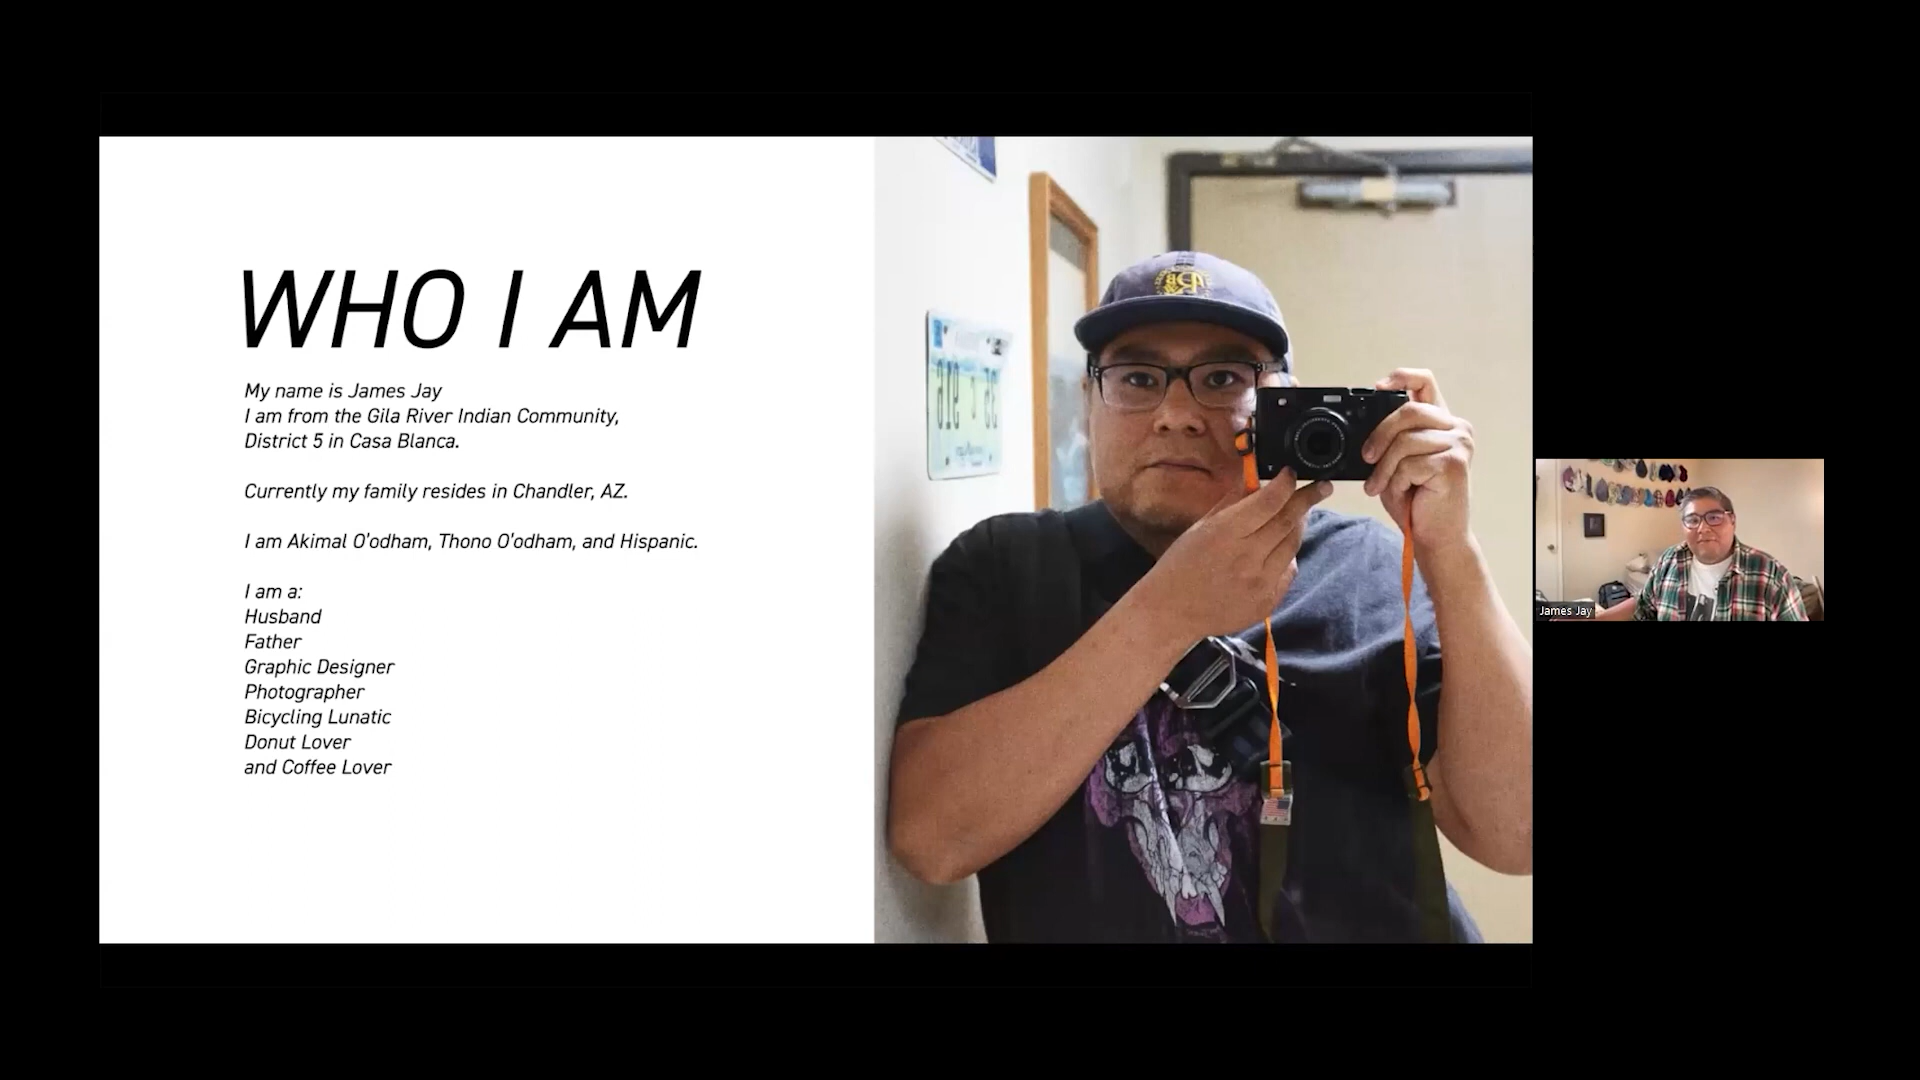 WHO I AM
My name is James Jay
I am from the Gila River Indian Community,
District 5 in Casa Blanca.
Currently my family resides in Chandler, AZ.
I am Akimal O'odham, Thono O'odham, and Hispanic.
I am a:
Husband
Father
Graphic Designer
Photographer
Bicycling Lunatic
Donut Lover
and Coffee Lover
James Jay